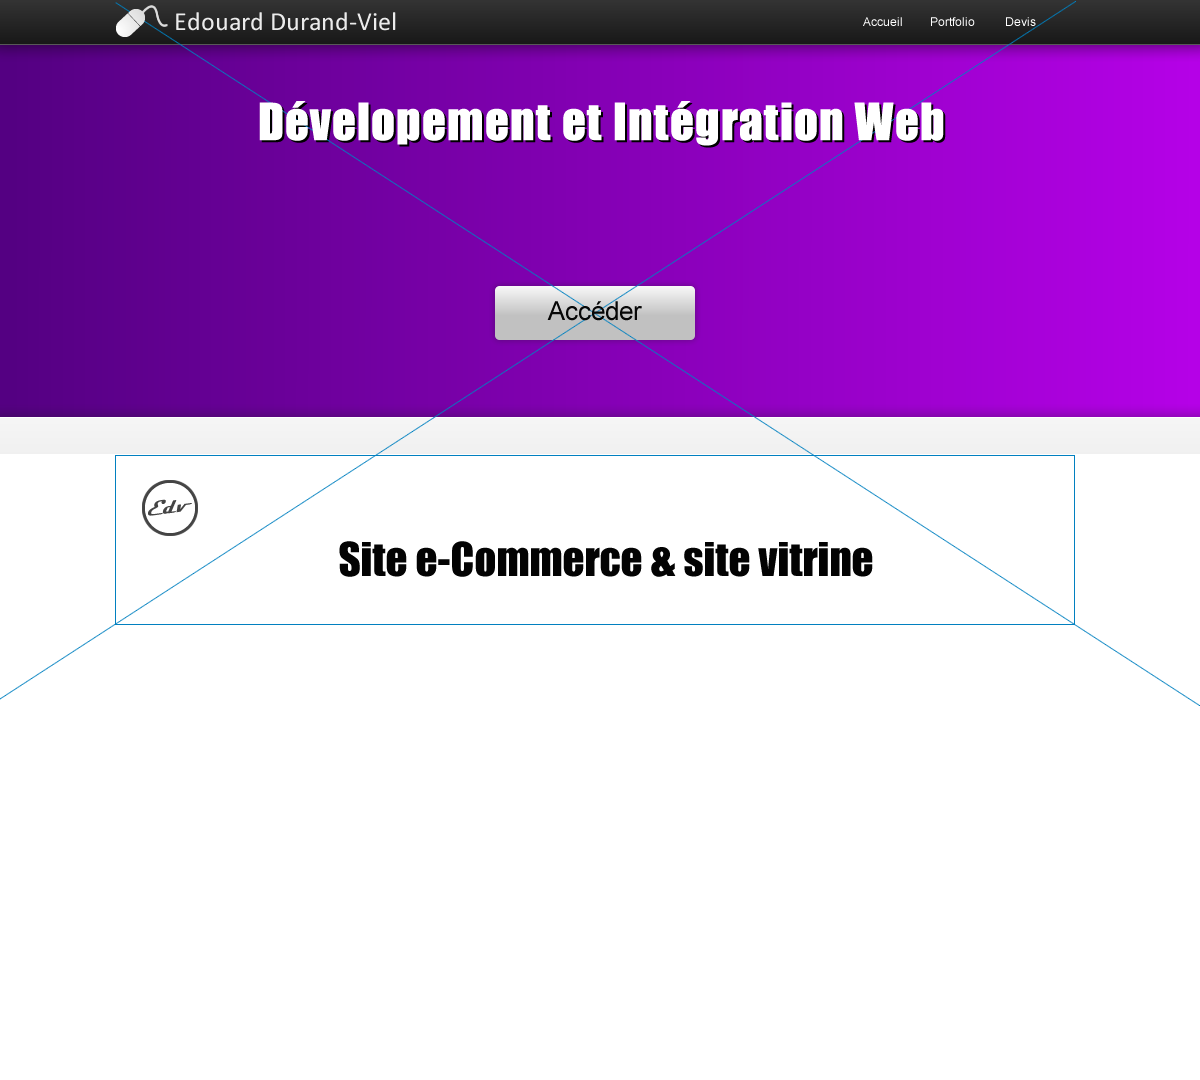 Edouard Durand-Viel
Accueil Portfolio Devis
Dévelopement et Intégration Web
Accéder
Edv
Site e-Commerce & site vitrine